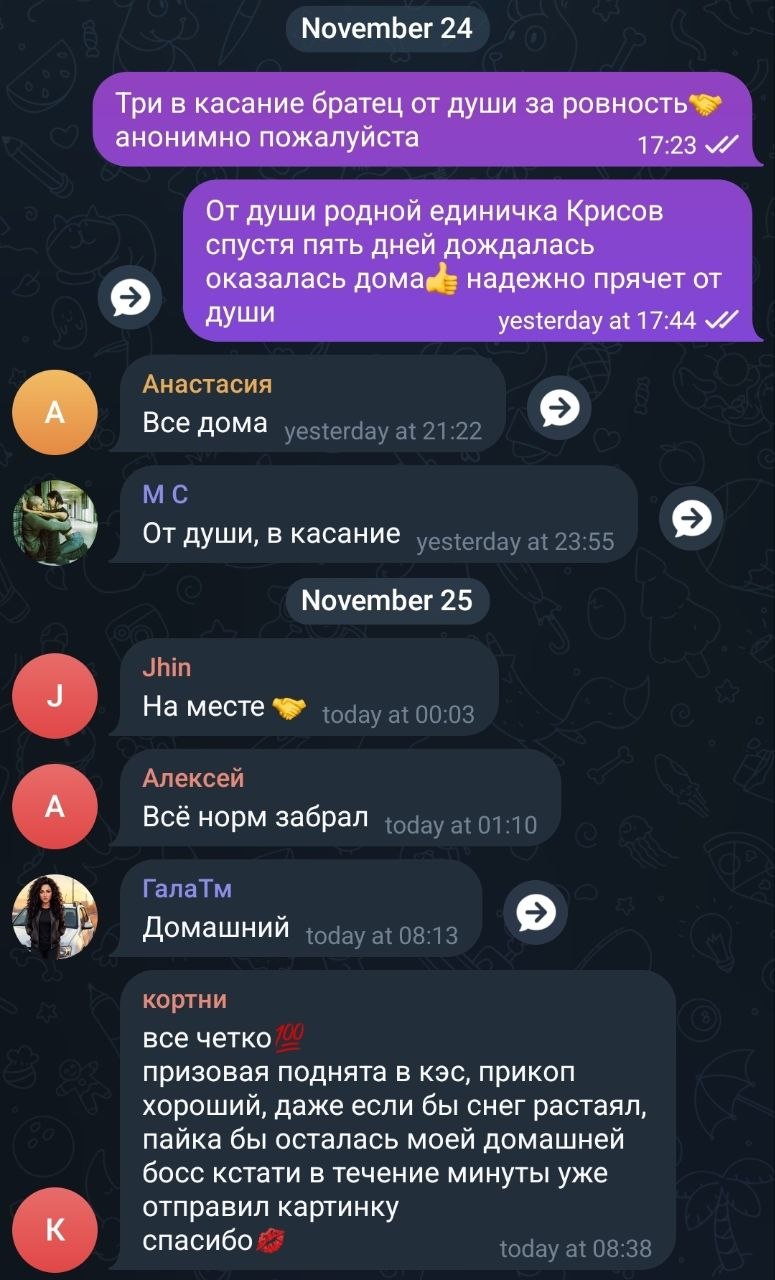 November 24
Три в касание братец от души за ровность🤝
анонимно пожалуйста
17:23
От души родной единичка Крисов
спустя пять дней дождалась
оказалась дома👍 надежно прячет от
души
yesterday at 17:44
Анастасия
А
Все дома
yesterday at 21:22
М С
От души, в касание
yesterday at 23:55
November 25
Jhin
J
На месте 🤝
today at 00:03
Алексей
А
Всё норм забрал
today at 01:10
ГалаТм
Домашний
today at 08:13
кортни
все четко💯
призовая поднята в кэс, прикоп
хороший, даже если бы снег растаял,
пайка бы осталась моей домашней
босс кстати в течение минуты уже
отправил картинку
спасибо💋
today at 08:38
К